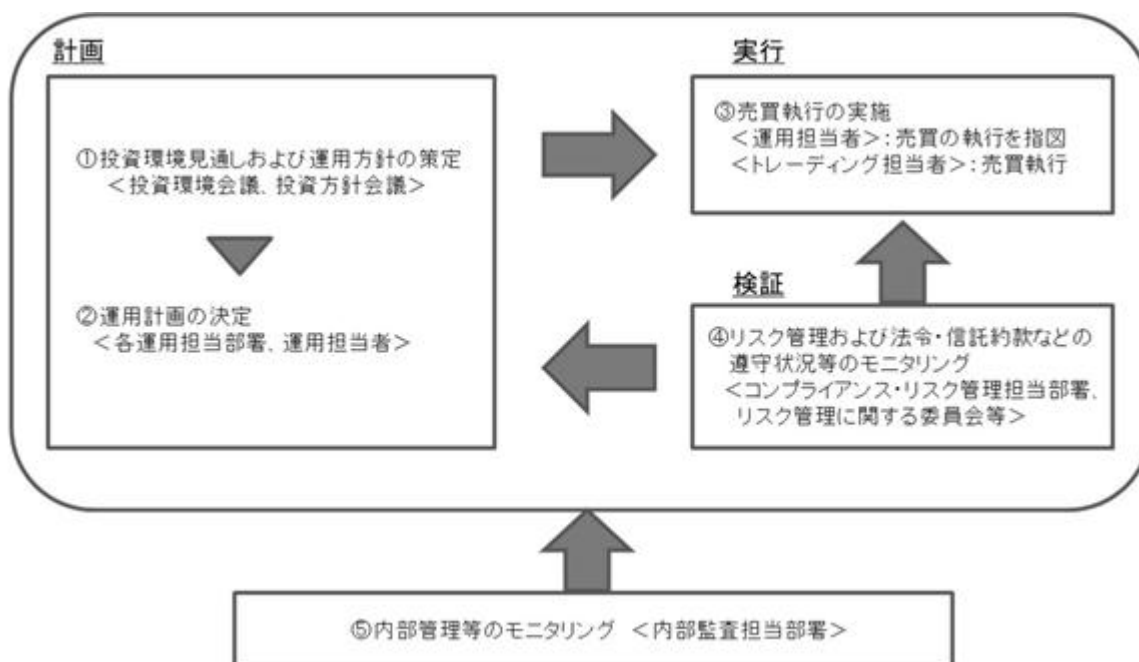 計画
①投資環境見通しおよび運用方針の策定
<投資環境会議、投資方針会議>
②運用計画の決定
<各運用担当部署、運用担当者>
実行
③売買執行の実施
<運用担当者>:売買の執行を指図
<トレーディング担当者>:売買執行
検証
④リスク管理および法令・信託約款などの
遵守状況等のモニタリング
<コンプライアンス・リスク管理担当部署、
リスク管理に関する委員会等>
⑤内部管理等のモニタリング <内部監査担当部署>